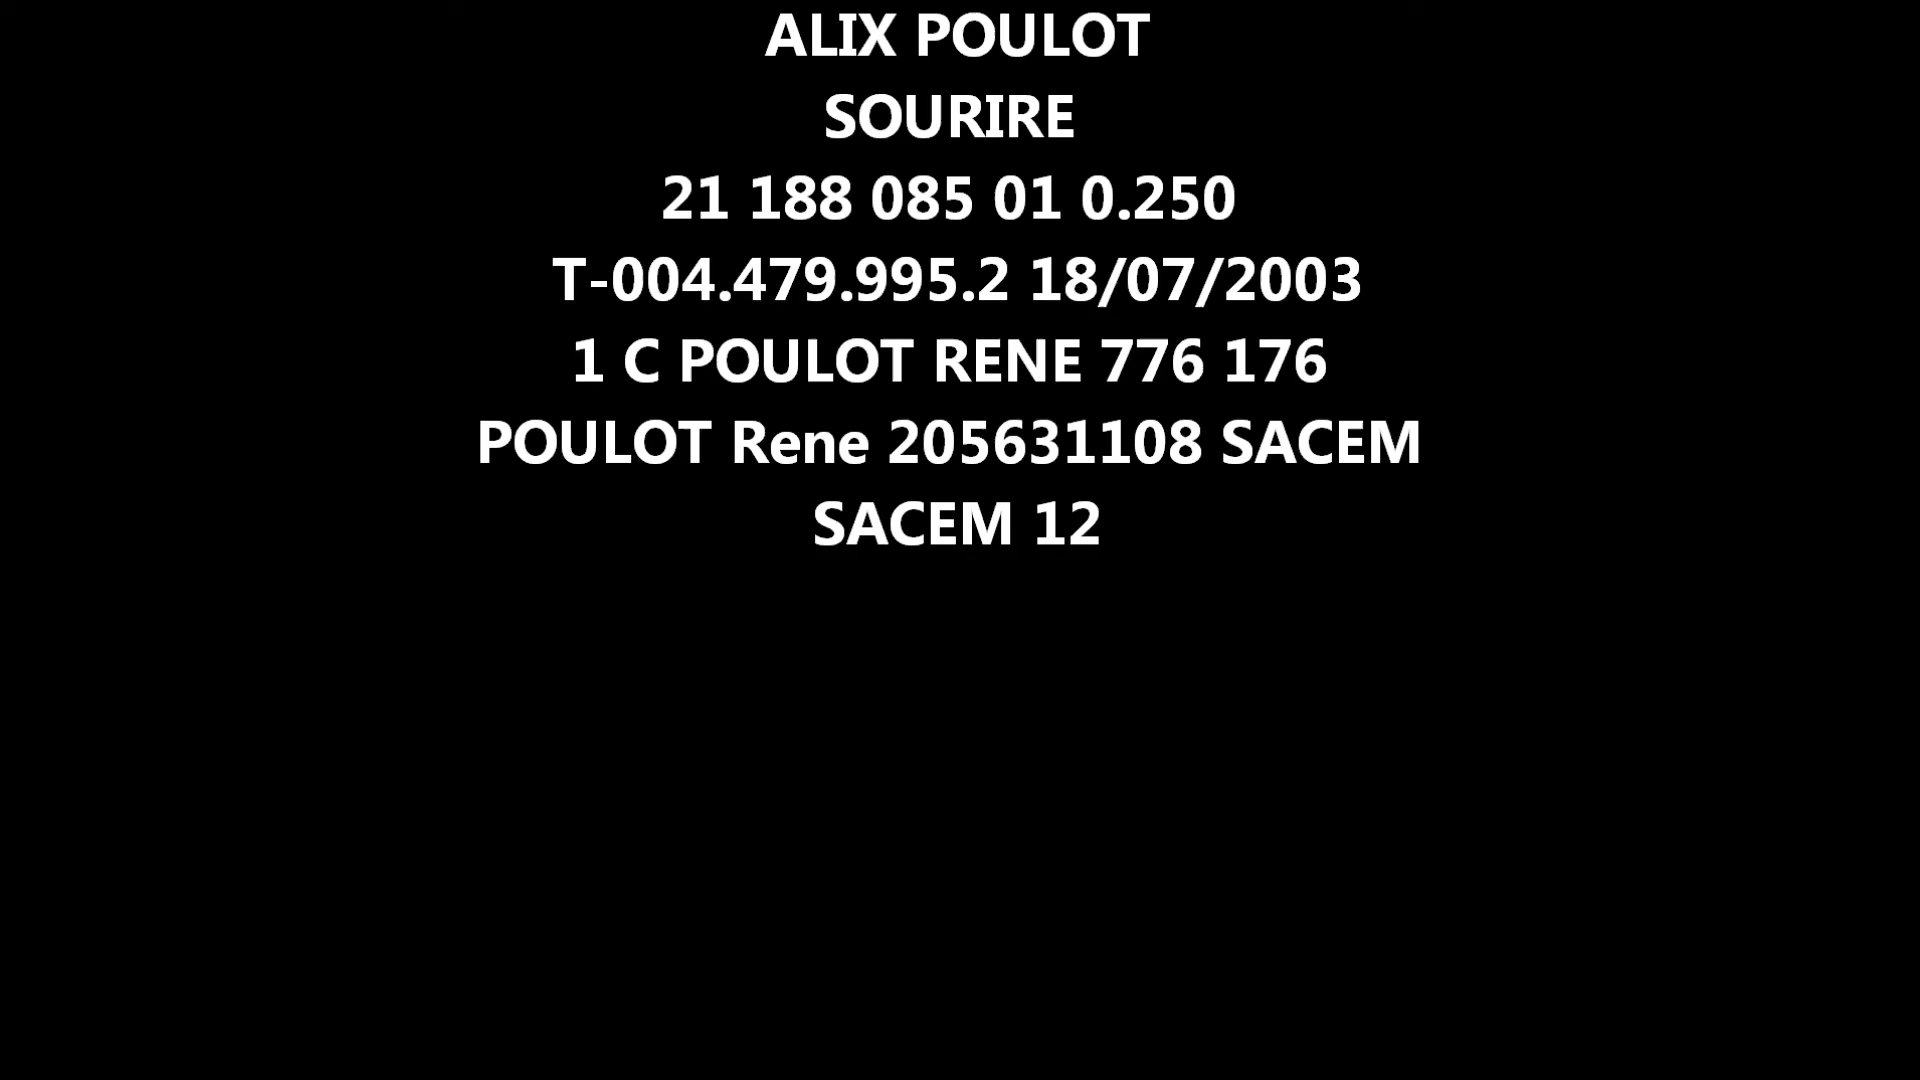 ALIX POULOT
SOURIRE
21 188 085 01 0.250
T-004.479.995.2 18/07/2003
1 C POULOT RENE 776 176
POULOT Rene 205631108 SACEM
SACEM 12